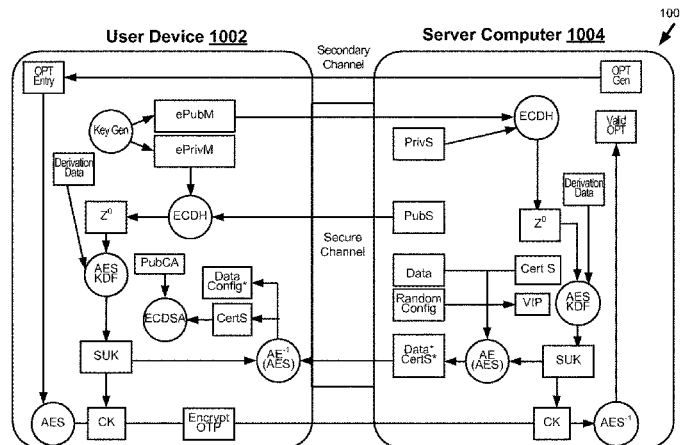 100
User Device 1002
Secondary
Channel
Server Computer 1004
OPT
Entry
OPT
Gen
Key Gen
ePubM
ePrivM
ECDH
PrivS
Valid
OPT
Derivation
Data
Derivation
Data
Z⁰
ECDH
Secure
Channel
PubS
Z⁰
AES
KDF
PubCA
Data
Config*
Data
Cert S
Random
Config
VtP
AES
KDF
ECDSA
CertS
SUK
AE⁻¹
(AES)
Data*
CertS*
AE
(AES)
SUK
AES
CK
Encrypt
OTP
CK
AES⁻¹